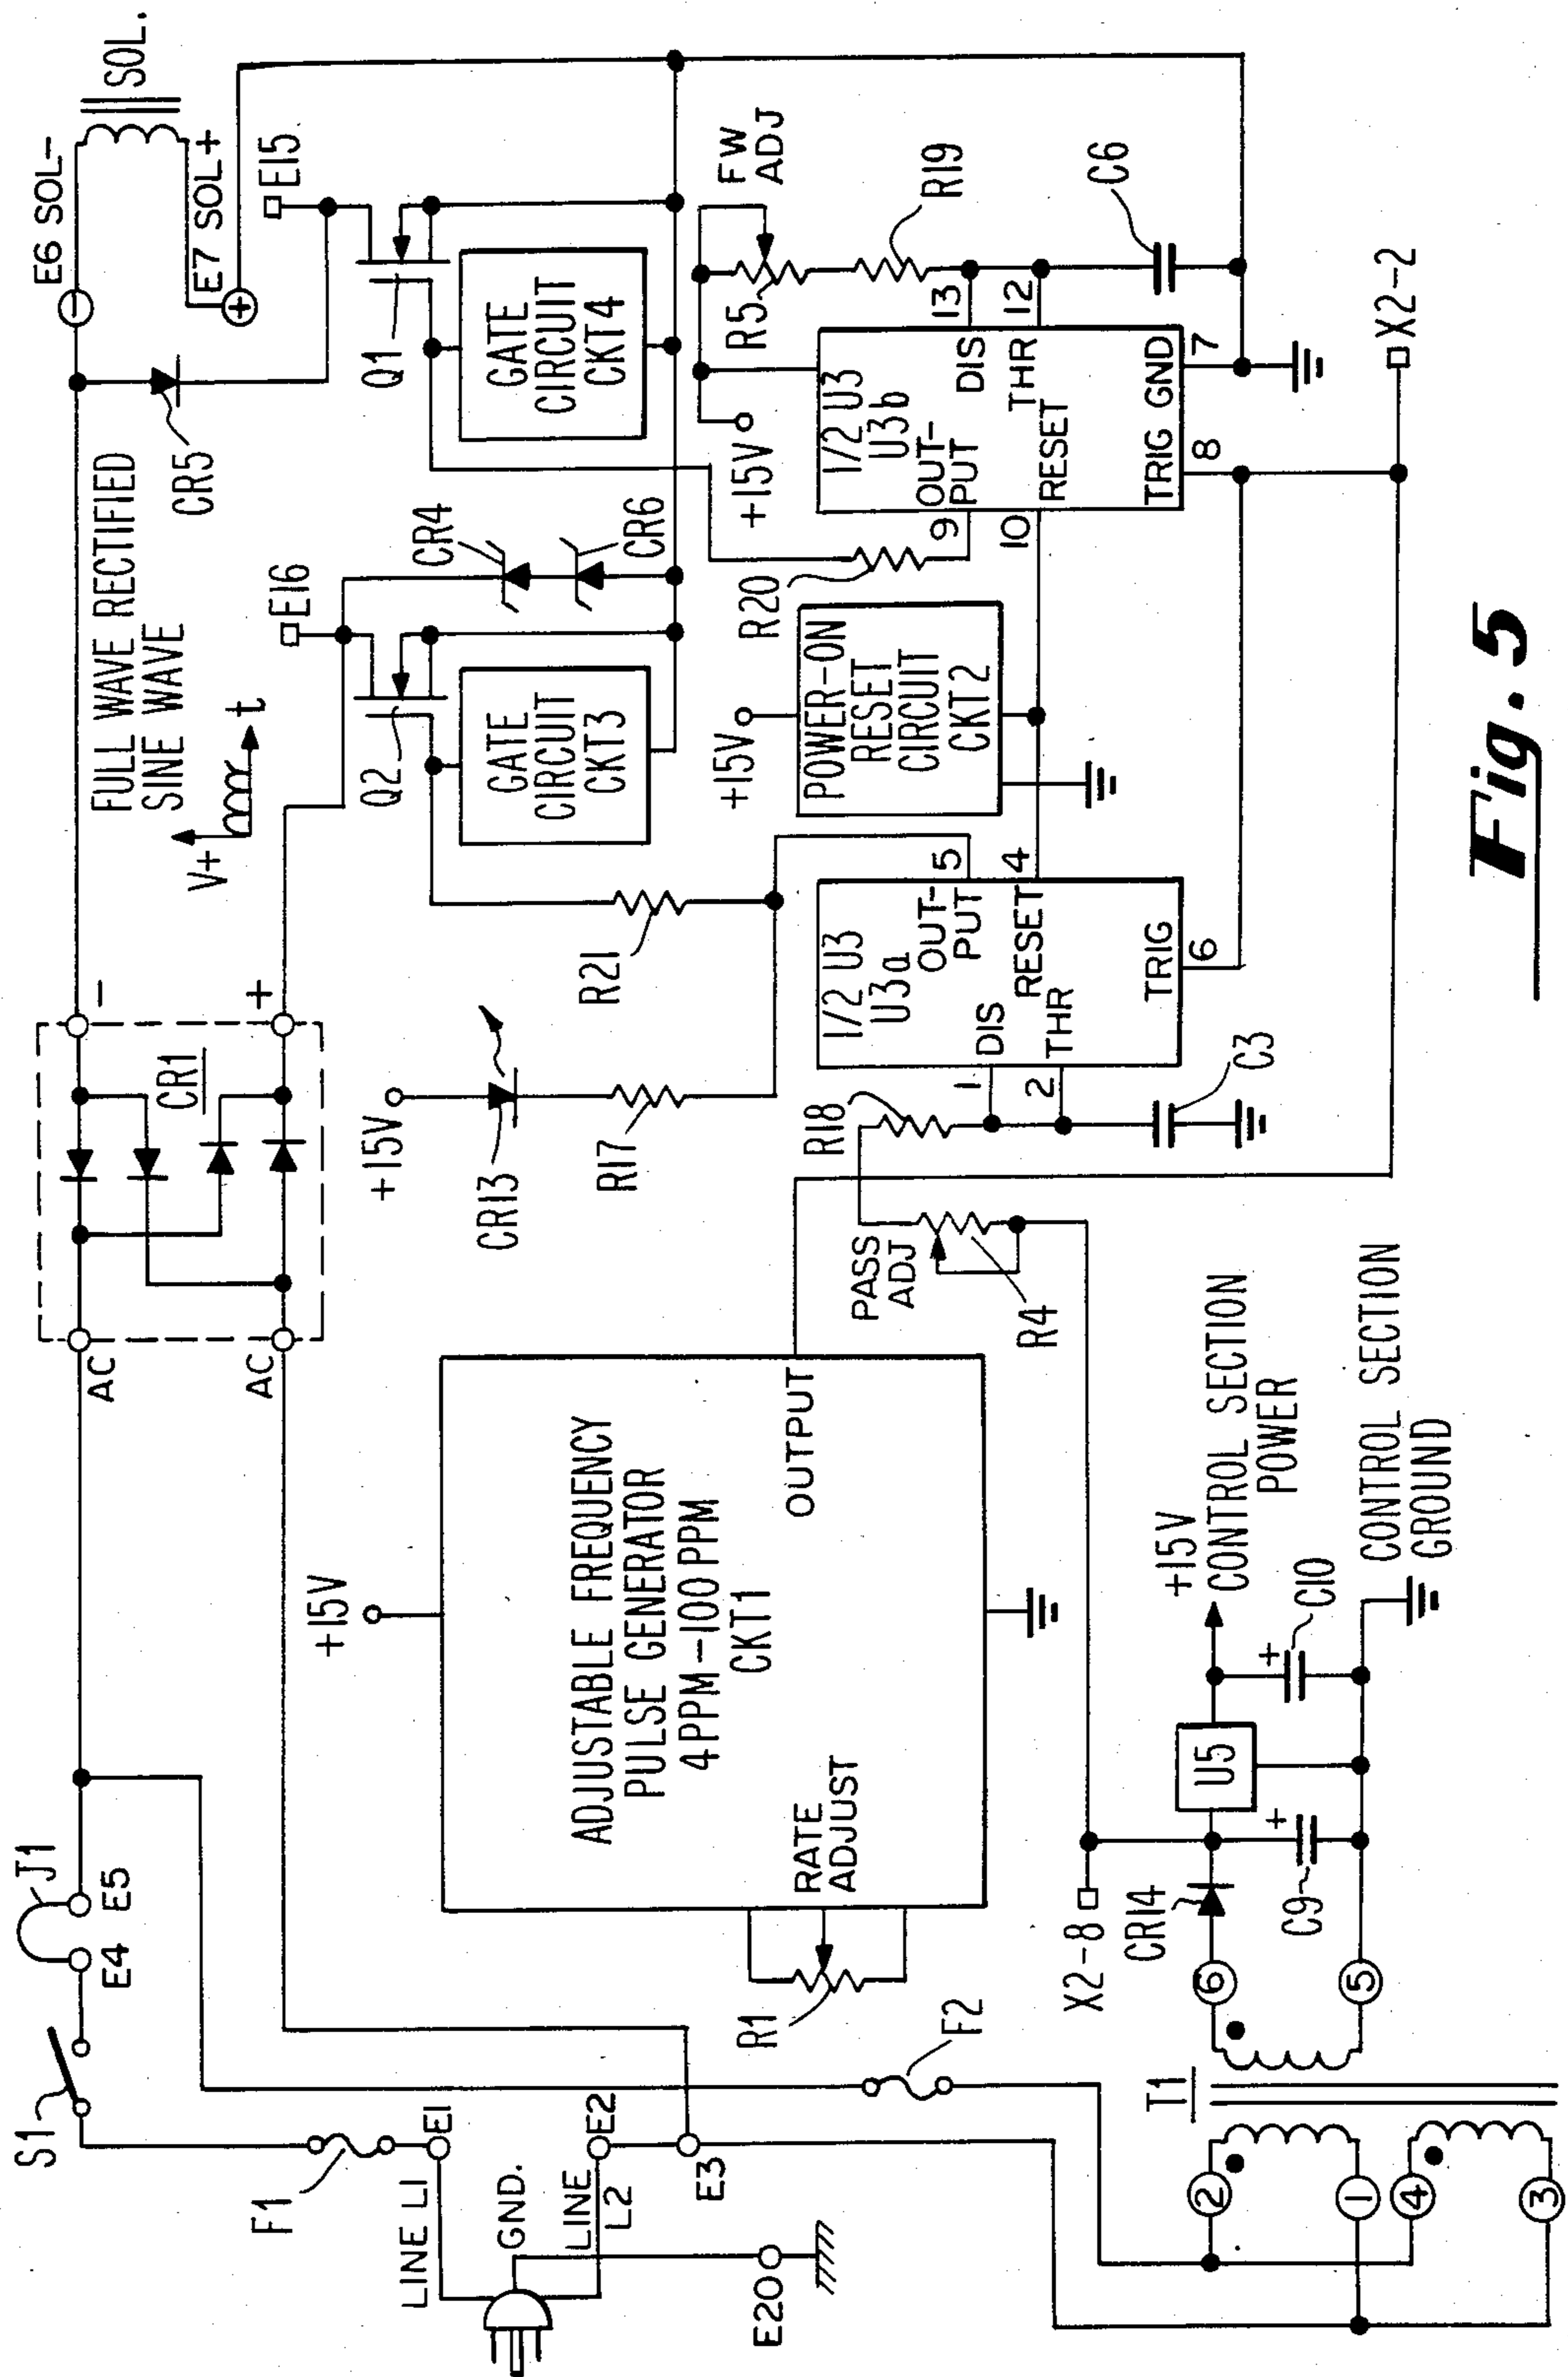 S1
J1
E4
E5
F1
LINE L1
E1
GND.
LINE
L2
E2
E3
E20
AC
AC
CR1
-
+
FULL WAVE RECTIFIED
SINE WAVE
V+
t
E6 SOL-
SOL.
E7 SOL+
CR5
E15
Q1
GATE
CIRCUIT
CKT4
E16
Q2
GATE
CIRCUIT
CKT3
CR4
CR6
+15V
CR13
R17
R21
+15V
ADJUSTABLE FREQUENCY
PULSE GENERATOR
4PPM-100PPM
CKT1
RATE
ADJUST
OUTPUT
R1
F2
PASS
ADJ
R4
R18
1
2
C3
1/2 U3
U3a
OUT-
PUT
DIS
RESET
THR
TRIG
5
4
6
+15V
POWER-ON
RESET
CIRCUIT
CKT2
R20
9
10
+15V
1/2 U3
U3b
OUT-
PUT
DIS
THR
RESET
TRIG
GND
8
7
13
12
R5
FW
ADJ
R19
C6
X2-2
X2-8
CR14
C9
+
U5
+
C10
+15V
CONTROL SECTION
POWER
CONTROL SECTION
GROUND
T1
6
5
2
1
4
3
Fig. 5